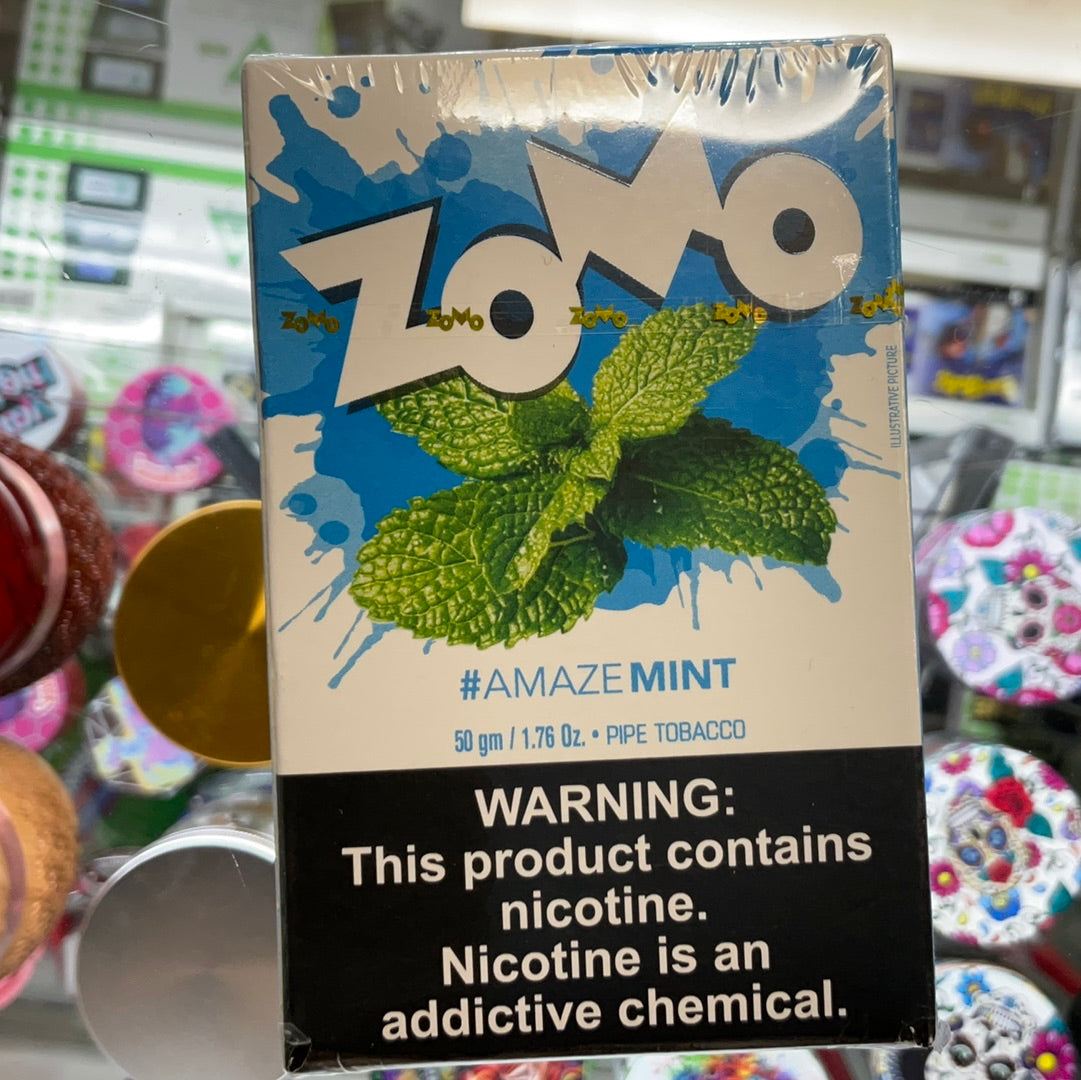 ZOMO
ZOMO ZOMO ZOMO ZOMO ZOMO
ILLUSTRATIVE PICTURE
#AMAZEMINT
50 gm / 1.76 Oz. • PIPE TOBACCO
WARNING:
This product contains
nicotine.
Nicotine is an
addictive chemical.